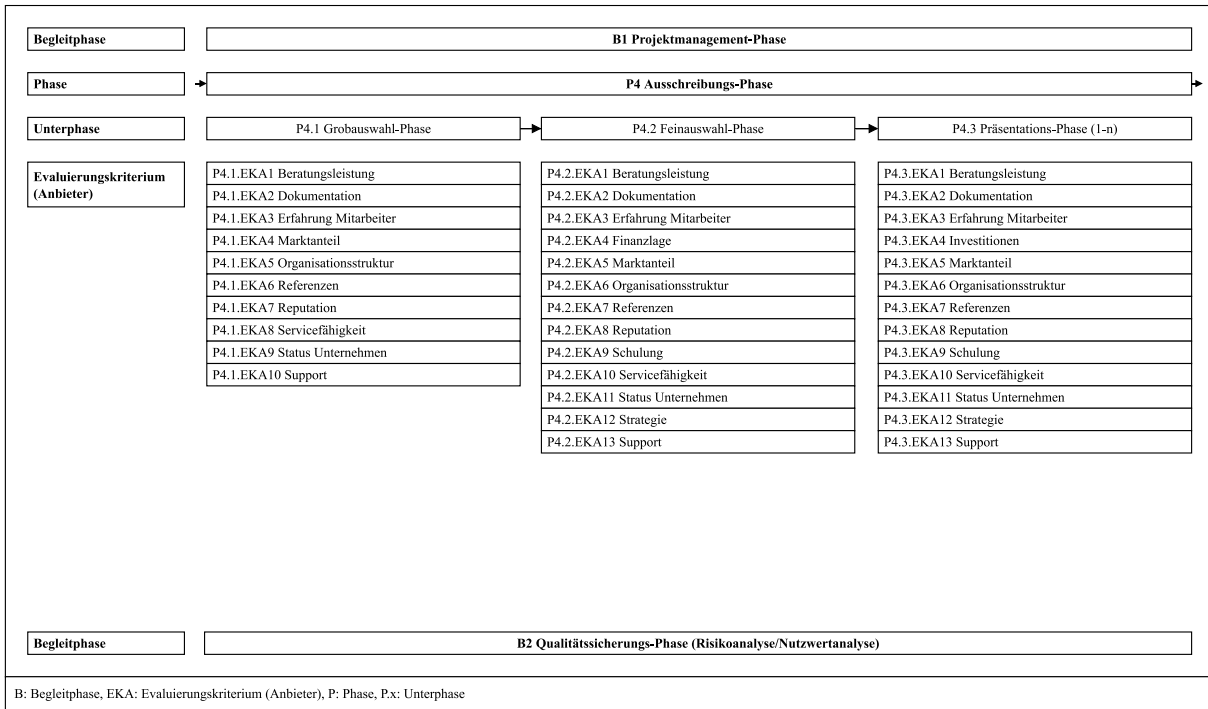 Begleitphase
B1 Projektmanagement-Phase
Phase
P4 Ausschreibungs-Phase
Unterphase
P4.1 Grobauswahl-Phase
P4.2 Feinauswahl-Phase
P4.3 Präsentations-Phase (1-n)
Evaluierungskriterium
(Anbieter)
P4.1.EKA1 Beratungsleistung
P4.1.EKA2 Dokumentation
P4.1.EKA3 Erfahrung Mitarbeiter
P4.1.EKA4 Marktanteil
P4.1.EKA5 Organisationsstruktur
P4.1.EKA6 Referenzen
P4.1.EKA7 Reputation
P4.1.EKA8 Servicefähigkeit
P4.1.EKA9 Status Unternehmen
P4.1.EKA10 Support
P4.2.EKA1 Beratungsleistung
P4.2.EKA2 Dokumentation
P4.2.EKA3 Erfahrung Mitarbeiter
P4.2.EKA4 Finanzlage
P4.2.EKA5 Marktanteil
P4.2.EKA6 Organisationsstruktur
P4.2.EKA7 Referenzen
P4.2.EKA8 Reputation
P4.2.EKA9 Schulung
P4.2.EKA10 Servicefähigkeit
P4.2.EKA11 Status Unternehmen
P4.2.EKA12 Strategie
P4.2.EKA13 Support
P4.3.EKA1 Beratungsleistung
P4.3.EKA2 Dokumentation
P4.3.EKA3 Erfahrung Mitarbeiter
P4.3.EKA4 Investitionen
P4.3.EKA5 Marktanteil
P4.3.EKA6 Organisationsstruktur
P4.3.EKA7 Referenzen
P4.3.EKA8 Reputation
P4.3.EKA9 Schulung
P4.3.EKA10 Servicefähigkeit
P4.3.EKA11 Status Unternehmen
P4.3.EKA12 Strategie
P4.3.EKA13 Support
Begleitphase
B2 Qualitätssicherungs-Phase (Risikoanalyse/Nutzwertanalyse)
B: Begleitphase, EKA: Evaluierungskriterium (Anbieter), P: Phase, P.x: Unterphase